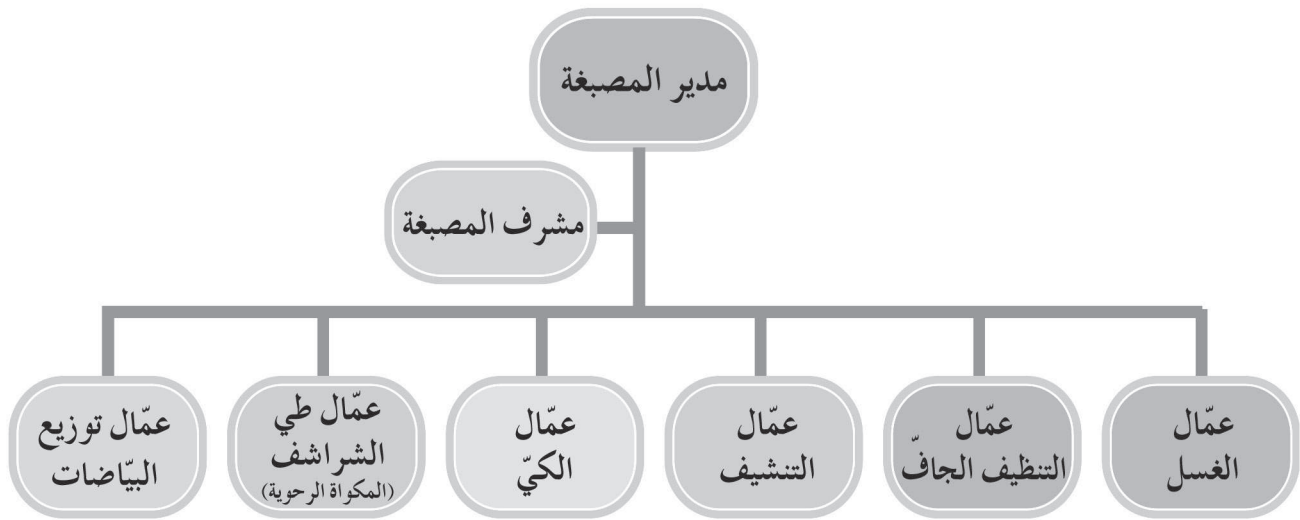 مدير المصبغة
مشرف المصبغة
عمّال
الغسل
عمّال
التنظيف الجافّ
عمّال
التنشيف
عمّال
الكيّ
عمّال طي
الشراشف
(المكواة الرحوية)
عمّال توزيع
البيّاضات